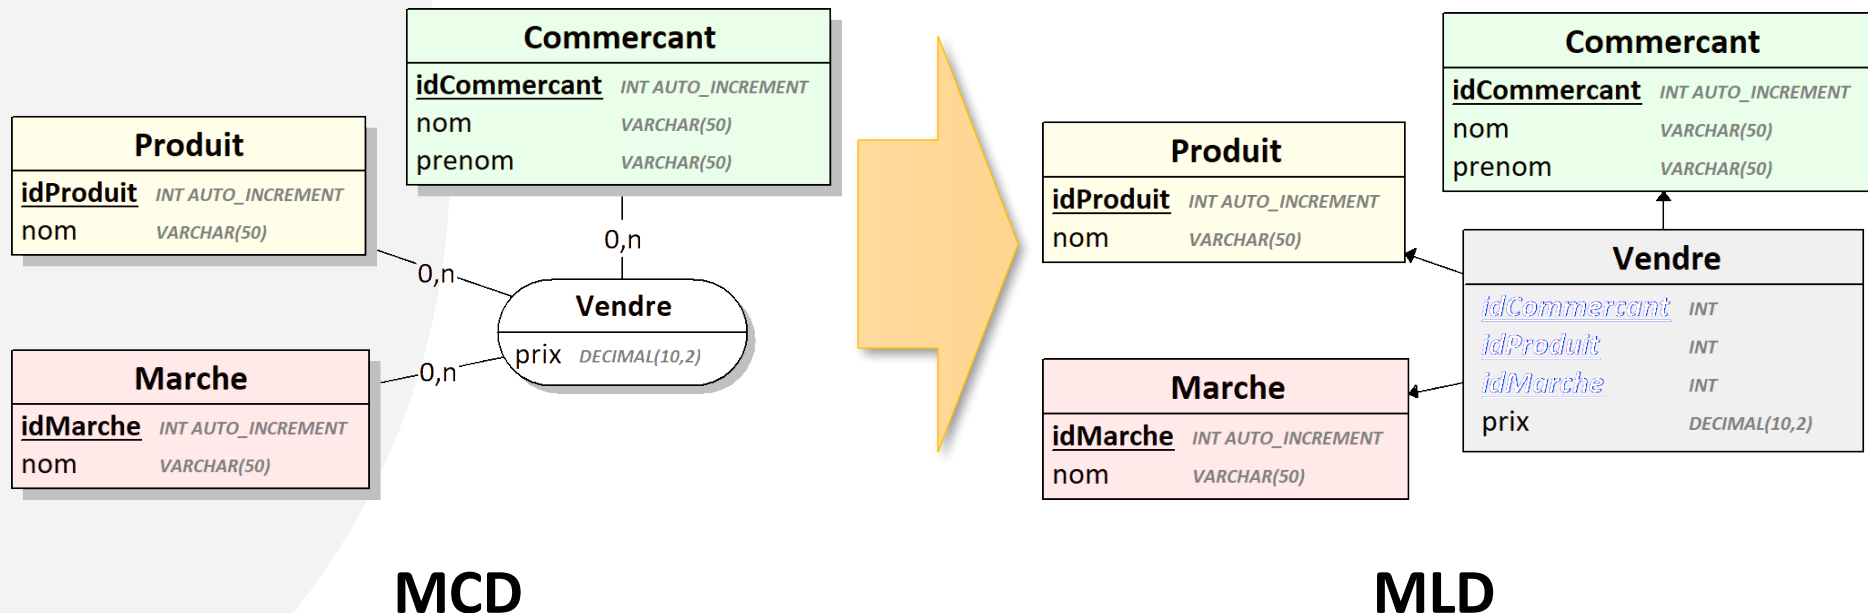 Commercant
idCommercant INT AUTO_INCREMENT
nom VARCHAR(50)
prenom VARCHAR(50)
Produit
idProduit INT AUTO_INCREMENT
nom VARCHAR(50)
0,n
0,n
Vendre
prix DECIMAL(10,2)
0,n
Marche
idMarche INT AUTO_INCREMENT
nom VARCHAR(50)
MCD
Commercant
idCommercant INT AUTO_INCREMENT
nom VARCHAR(50)
prenom VARCHAR(50)
Produit
idProduit INT AUTO_INCREMENT
nom VARCHAR(50)
Vendre
idCommercant INT
idProduit INT
idMarche INT
prix DECIMAL(10,2)
Marche
idMarche INT AUTO_INCREMENT
nom VARCHAR(50)
MLD